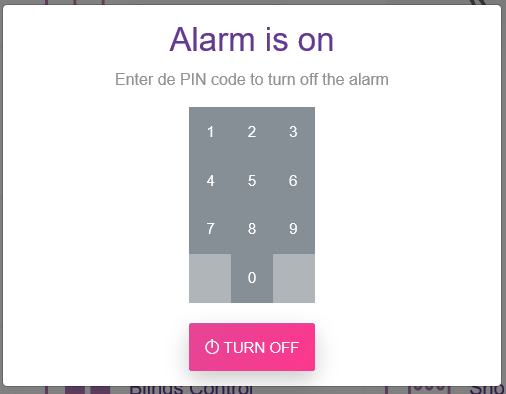 Alarm is on
Enter de PIN code to turn off the alarm
1 2 3
4 5 6
7 8 9
0
TURN OFF
Blinds Control